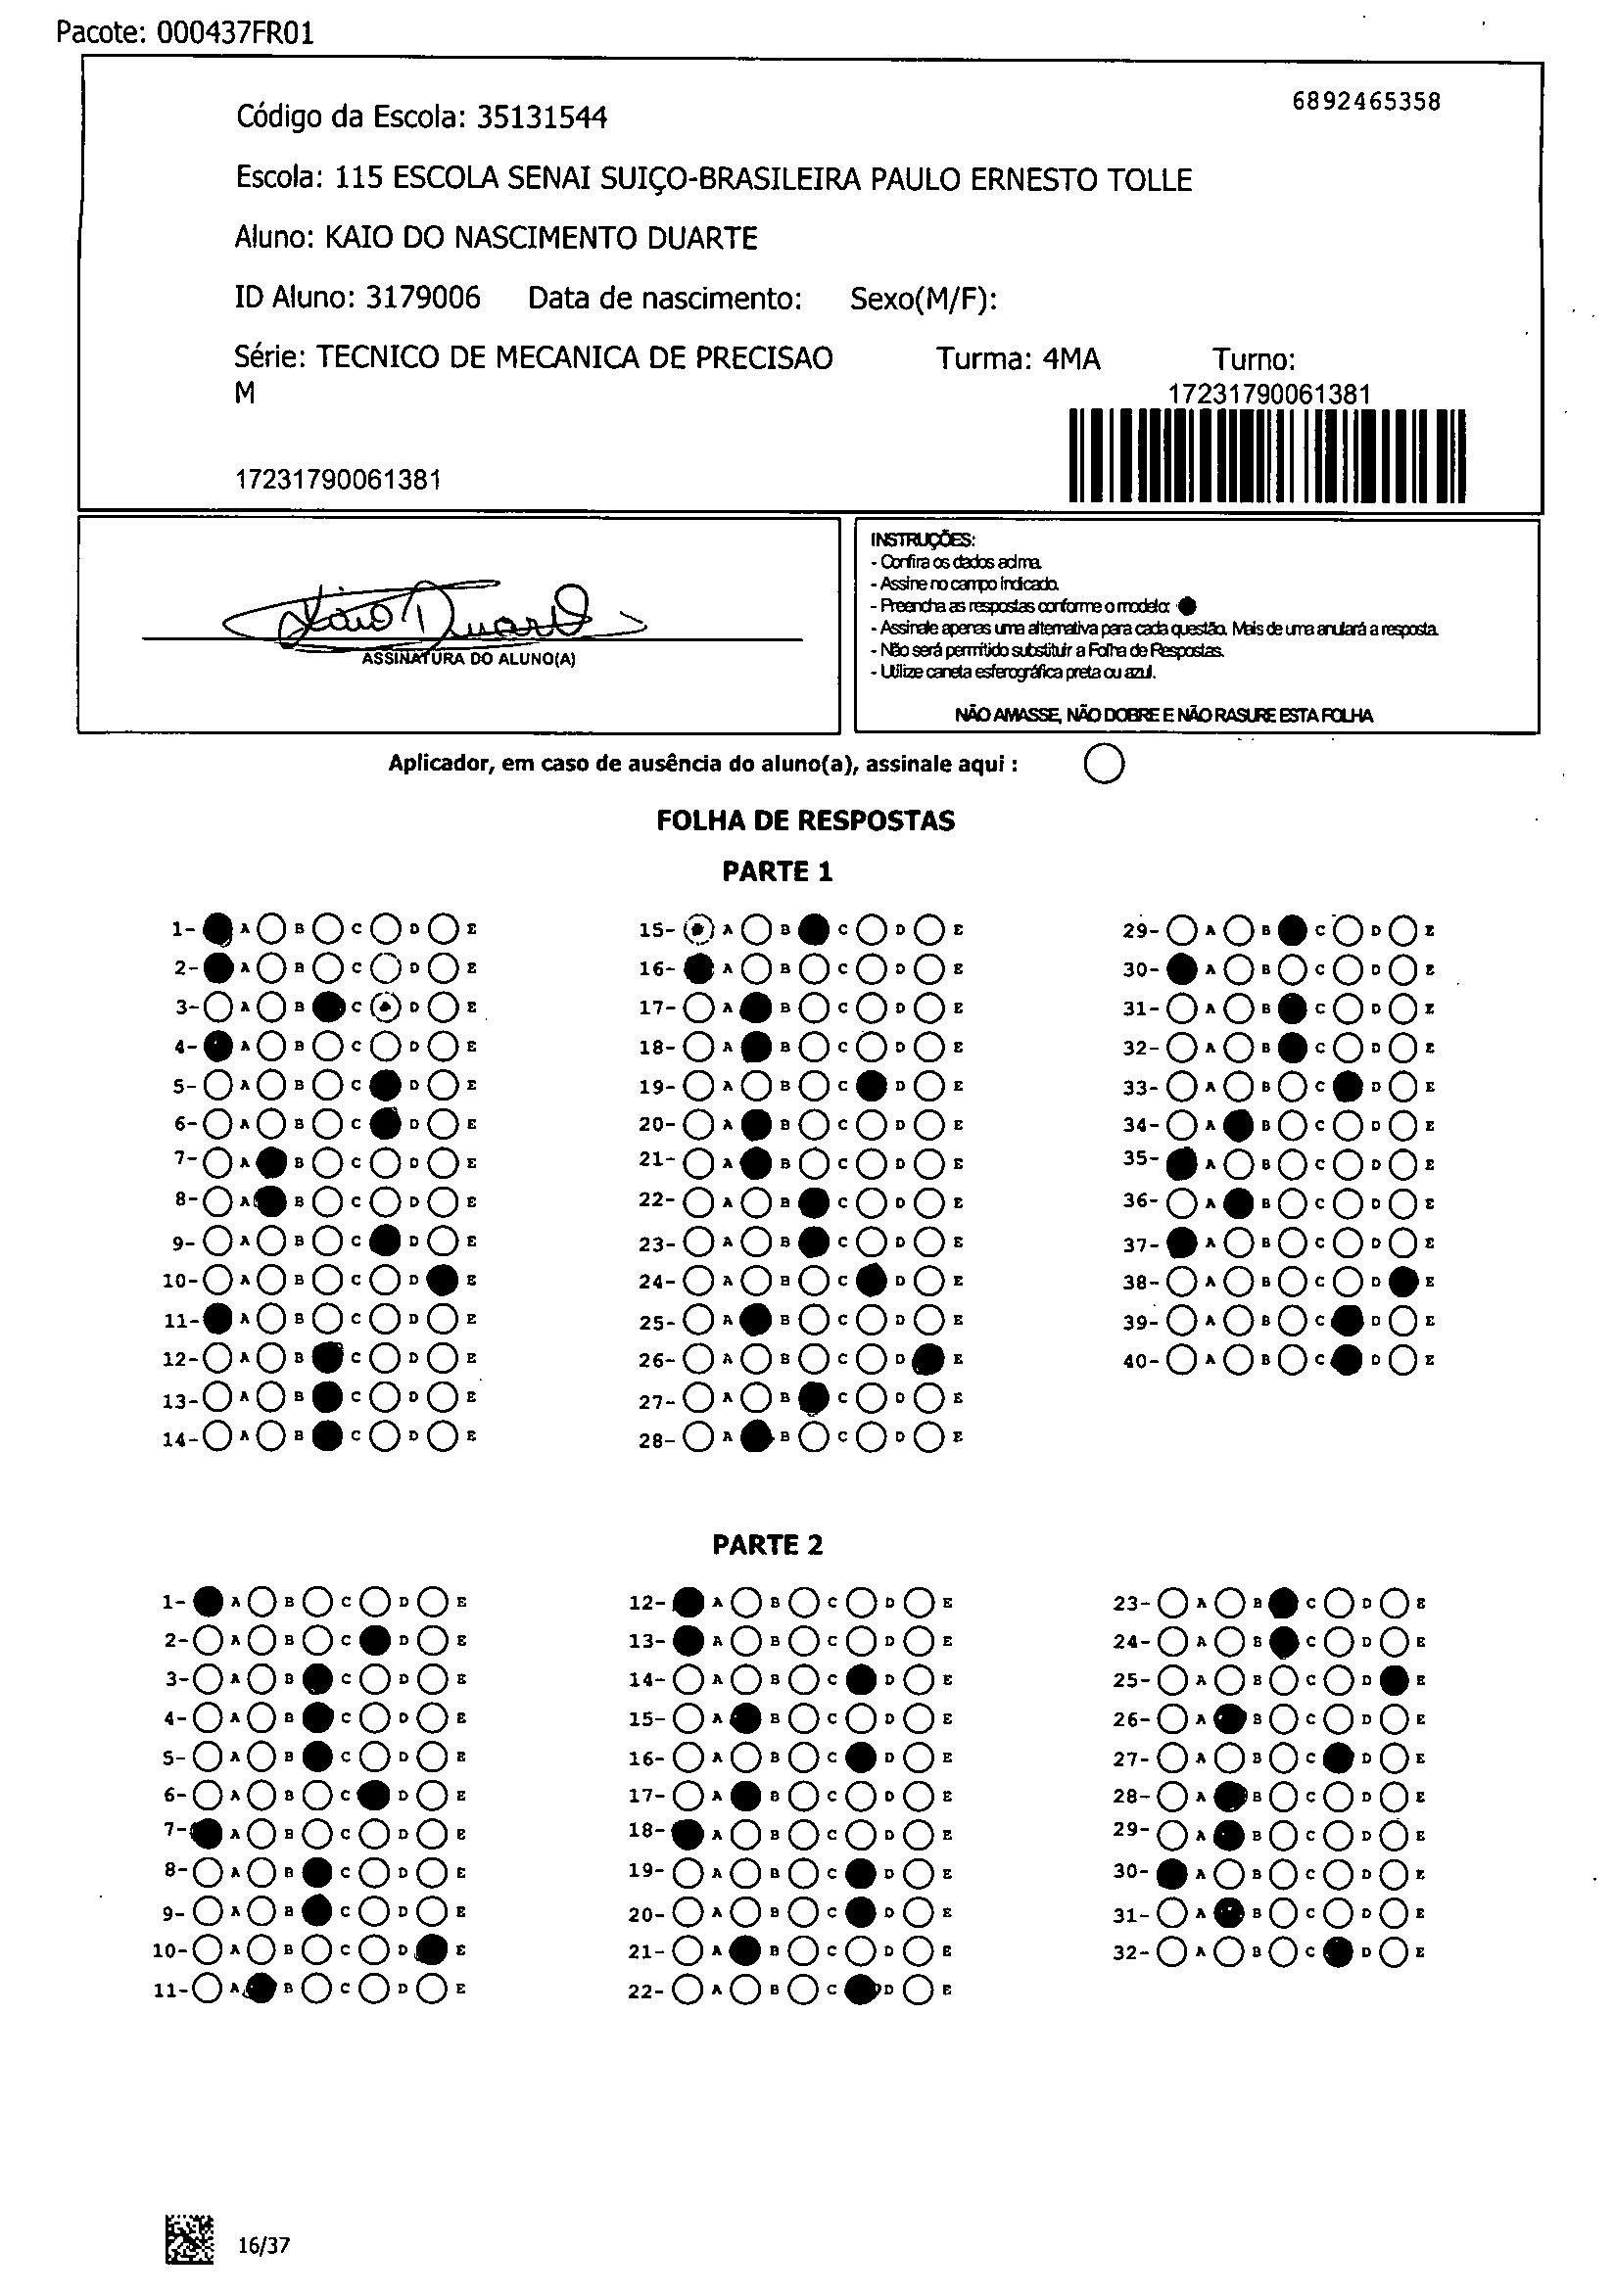 Pacote: 000437FR01
6892465358
Código da Escola: 35131544
Escola: 115 ESCOLA SENAI SUIÇO-BRASILEIRA PAULO ERNESTO TOLLE
Aluno: KAIO DO NASCIMENTO DUARTE
ID Aluno: 3179006 Data de nascimento: Sexo(M/F):
Série: TECNICO DE MECANICA DE PRECISAO Turma: 4MA Turno:
M
17231790061381
17231790061381
Kaio Duarte
ASSINATURA DO ALUNO(A)
INSTRUÇÕES:
- Confira os dados acima.
- Assine no campo indicado.
- Preencha as respostas conforme o modelo:
- Assinale apenas uma alternativa para cada questão. Mais de uma anulará a resposta.
- Não será permitido substituir a Folha de Respostas.
- Utilize caneta esferográfica preta ou azul.
NÃO AMASSE, NÃO DOBRE E NÃO RASURE ESTA FOLHA
Aplicador, em caso de ausência do aluno(a), assinale aqui :
FOLHA DE RESPOSTAS
PARTE 1
1- A B C D E 15- A B C D E 29- A B C D E
2- A B C D E 16- A B C D E 30- A B C D E
3- A B C D E 17- A B C D E 31- A B C D E
4- A B C D E 18- A B C D E 32- A B C D E
5- A B C D E 19- A B C D E 33- A B C D E
6- A B C D E 20- A B C D E 34- A B C D E
7- A B C D E 21- A B C D E 35- A B C D E
8- A B C D E 22- A B C D E 36- A B C D E
9- A B C D E 23- A B C D E 37- A B C D E
10- A B C D E 24- A B C D E 38- A B C D E
11- A B C D E 25- A B C D E 39- A B C D E
12- A B C D E 26- A B C D E 40- A B C D E
13- A B C D E 27- A B C D E
14- A B C D E 28- A B C D E
PARTE 2
1- A B C D E 12- A B C D E 23- A B C D E
2- A B C D E 13- A B C D E 24- A B C D E
3- A B C D E 14- A B C D E 25- A B C D E
4- A B C D E 15- A B C D E 26- A B C D E
5- A B C D E 16- A B C D E 27- A B C D E
6- A B C D E 17- A B C D E 28- A B C D E
7- A B C D E 18- A B C D E 29- A B C D E
8- A B C D E 19- A B C D E 30- A B C D E
9- A B C D E 20- A B C D E 31- A B C D E
10- A B C D E 21- A B C D E 32- A B C D E
11- A B C D E 22- A B C D E
16/37